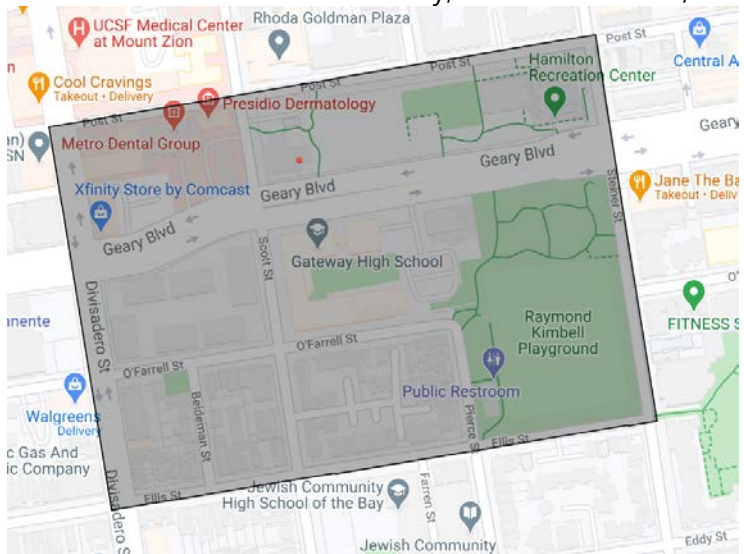 Rhoda Goldman Plaza
UCSF Medical Center
at Mount Zion
Post St
Hamilton
Recreation Center
Central A
Cool Cravings
Takeout • Delivery
Post St
Presidio Dermatology
Post St
Metro Dental Group
Geary
Geary Blvd
Xfinity Store by Comcast
Geary Blvd
Steiner St
Jane The Ba
Takeout • Deliv
Geary Blvd
Scott St
Gateway High School
Divisadero St
Raymond
Kimbell
Playground
FITNESS S
O'Farrell St
O'Farrell St
Public Restroom
Beideman St
Pierce St
Walgreens
Delivery
c Gas And
ic Company
Divisadero St
Ellis St
Ellis St
Jewish Community
High School of the Bay
Farren St
Jewish Community
Eddy St